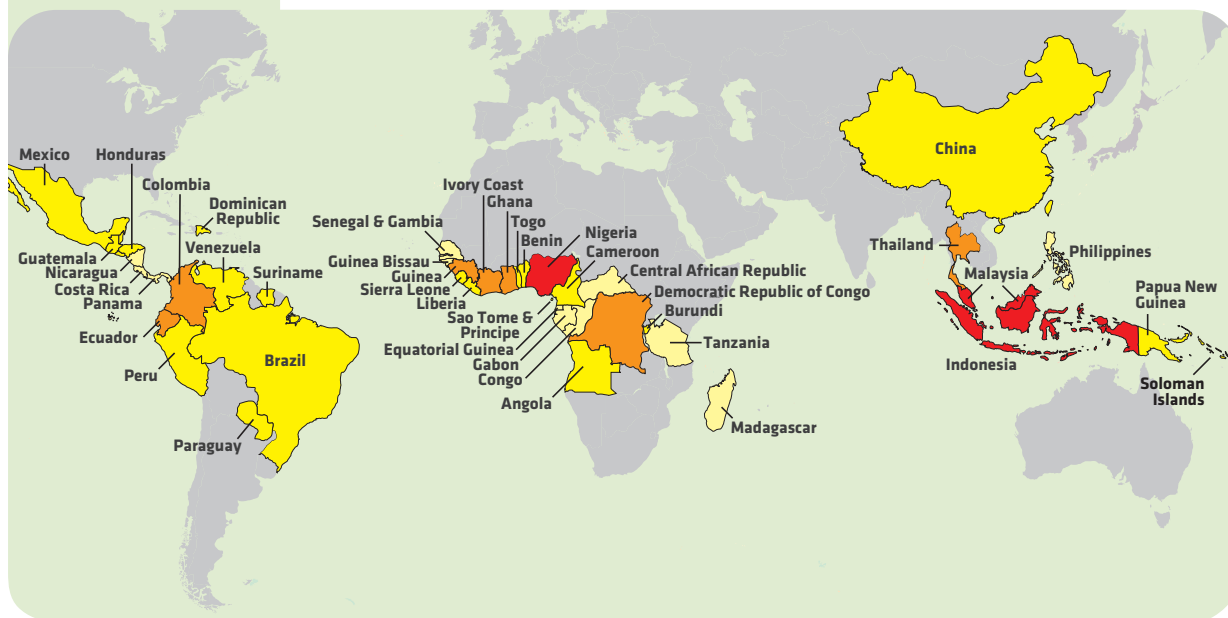 Mexico
Honduras
Colombia
Dominican
Republic
Guatemala
Nicaragua
Costa Rica
Panama
Venezuela
Suriname
Ecuador
Peru
Brazil
Paraguay
Ivory Coast
Ghana
Togo
Benin
Senegal & Gambia
Guinea Bissau
Guinea
Sierra Leone
Liberia
Sao Tome &
Principe
Equatorial Guinea
Gabon
Congo
Angola
Nigeria
Cameroon
Central African Republic
Democratic Republic of Congo
Burundi
Tanzania
Madagascar
China
Thailand
Philippines
Malaysia
Papua New
Guinea
Indonesia
Soloman
Islands